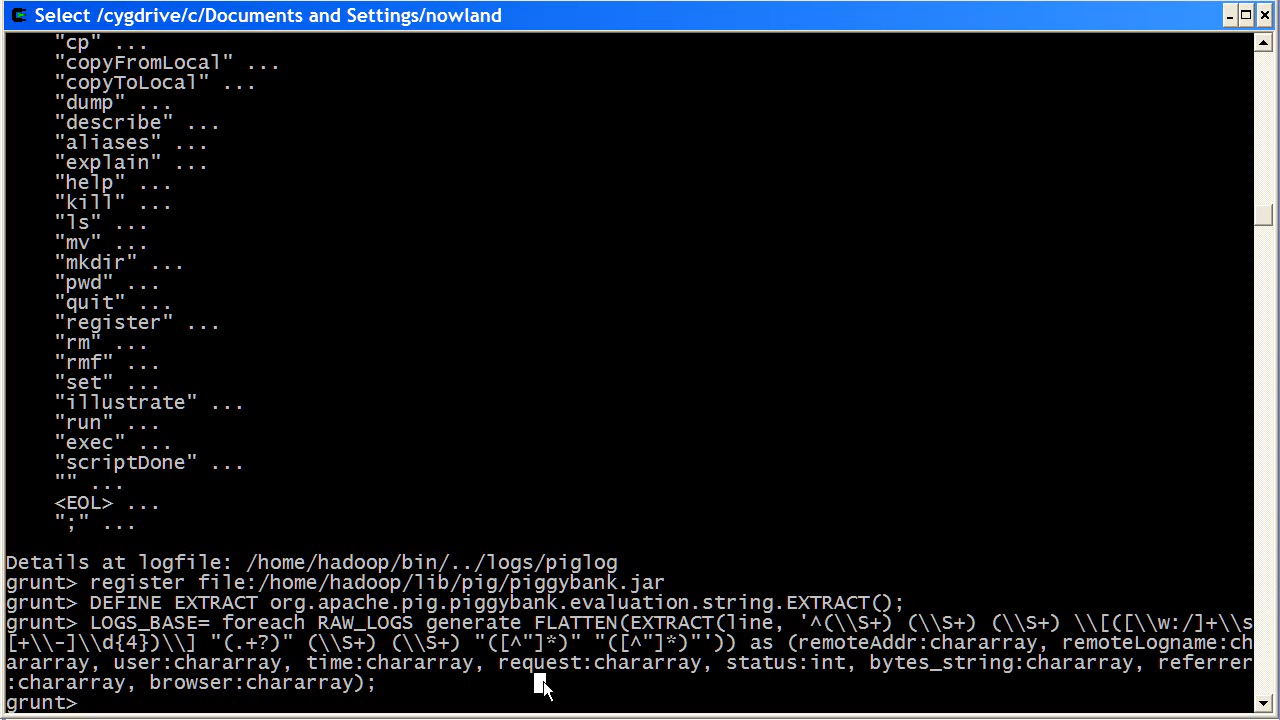 Select /cygdrive/c/Documents and Settings/nowland
"cp" ...
"copyFromLocal" ...
"copyToLocal" ...
"dump" ...
"describe" ...
"aliases" ...
"explain" ...
"help" ...
"kill" ...
"ls" ...
"mv" ...
"mkdir" ...
"pwd" ...
"quit" ...
"register" ...
"rm" ...
"rmf" ...
"set" ...
"illustrate" ...
"run" ...
"exec" ...
"scriptDone" ...
"" ...
<EOL> ...
";" ...
Details at logfile: /home/hadoop/bin/../logs/piglog
grunt> register file:/home/hadoop/lib/pig/piggybank.jar
grunt> DEFINE EXTRACT org.apache.pig.piggybank.evaluation.string.EXTRACT();
grunt> LOGS_BASE= foreach RAW_LOGS generate FLATTEN(EXTRACT(line, '^(\\S+) (\\S+) (\\S+) \\[([\\w:/]+\\s
[+\\-]\\d{4})\\] "(.+?)" (\\S+) (\\S+) "([^"]*)" "([^"]*)"')) as (remoteAddr:chararray, remoteLogname:ch
ararray, user:chararray, time:chararray, request:chararray, status:int, bytes_string:chararray, referrer
:chararray, browser:chararray);
grunt>